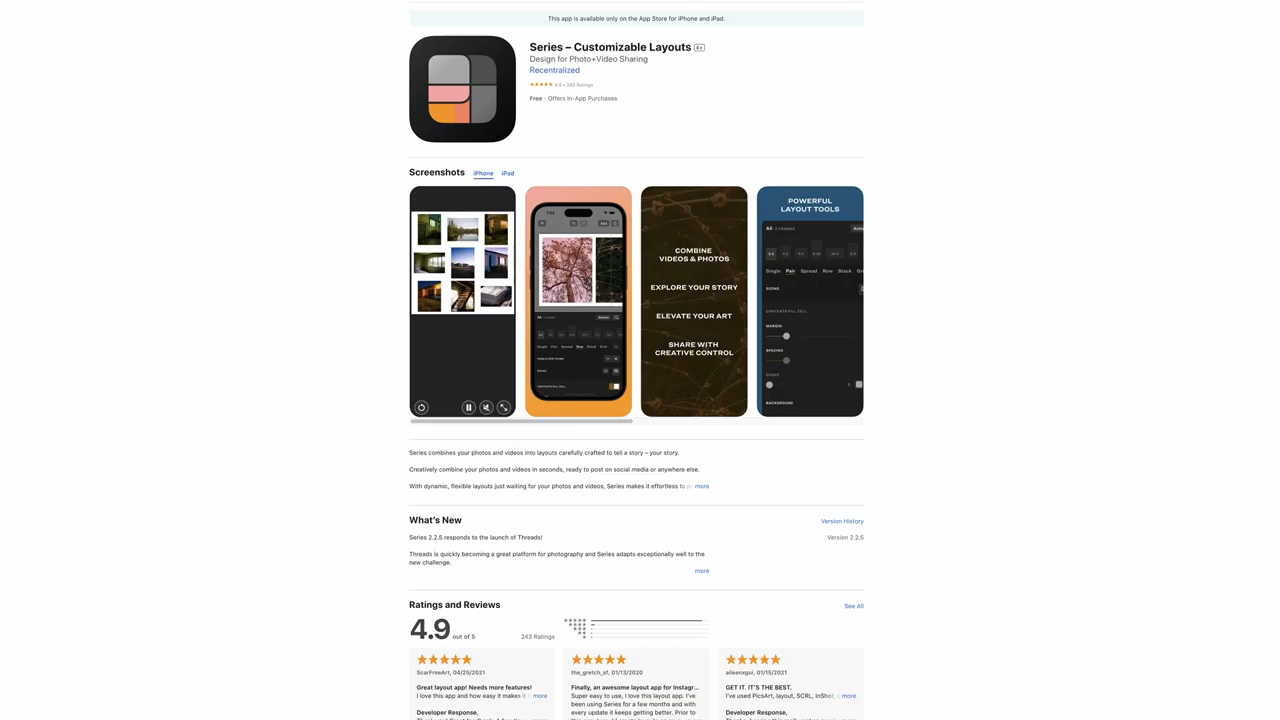 This app is available only on the App Store for iPhone and iPad.
Series – Customizable Layouts 4+
Design for Photo+Video Sharing
Recentralized
★★★★★ 4.9 • 243 Ratings
Free · Offers In-App Purchases
Screenshots iPhone iPad
COMBINE
VIDEOS & PHOTOS
EXPLORE YOUR STORY
ELEVATE YOUR ART
SHARE WITH
CREATIVE CONTROL
POWERFUL
LAYOUT TOOLS
All 2 FRAMES
Single Pair Spread Row Stack
SIZING
CONTENTS FILL CELL
MARGIN
SPACING
BACKGROUND
Series combines your photos and videos into layouts carefully crafted to tell a story – your story.
Creatively combine your photos and videos in seconds, ready to post on social media or anywhere else.
With dynamic, flexible layouts just waiting for your photos and videos, Series makes it effortless to more
What's New Version History
Series 2.2.5 responds to the launch of Threads! Version 2.2.5
Threads is quickly becoming a great platform for photography and Series adapts exceptionally well to the
new challenge.
more
Ratings and Reviews See All
4.9 out of 5 243 Ratings
★★★★★
ScarFreeArt, 04/25/2021
Great layout app! Needs more features!
I love this app and how easy it makes it more
Developer Response,
★★★★★
the_gretch_sf, 01/13/2020
Finally, an awesome layout app for Instagr...
Super easy to use, I love this layout app. I've
been using Series for a few months and with
every update it keeps getting better. Prior to
★★★★★
aileenxgui, 01/15/2021
GET IT. IT'S THE BEST.
I've used PicsArt, layout, SCRL, inShot, more
Developer Response,